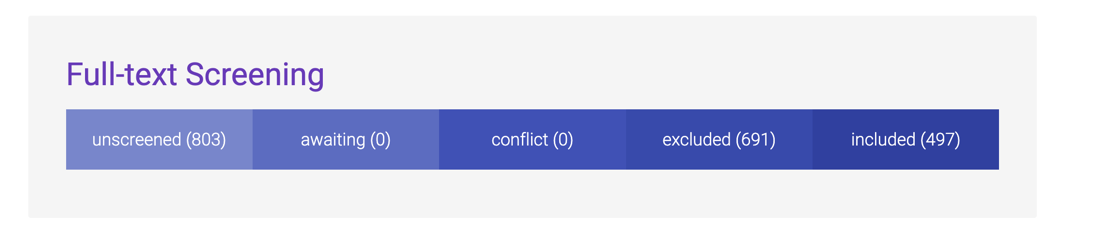 Full-text Screening
unscreened (803) awaiting (0) conflict (0) excluded (691) included (497)